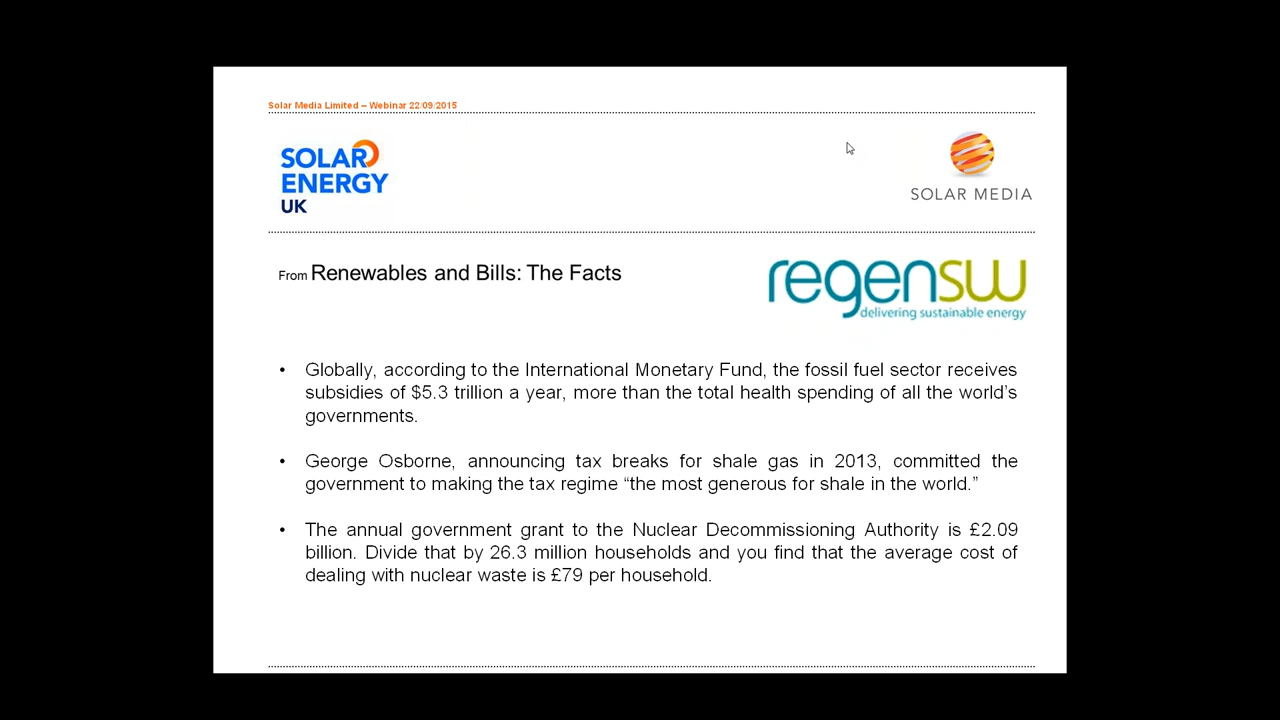 Solar Media Limited – Webinar 22/09/2015
SOLAR
ENERGY
UK
SOLAR MEDIA
From Renewables and Bills: The Facts
regensw
delivering sustainable energy
• Globally, according to the International Monetary Fund, the fossil fuel sector receives
subsidies of $5.3 trillion a year, more than the total health spending of all the world’s
governments.
• George Osborne, announcing tax breaks for shale gas in 2013, committed the
government to making the tax regime “the most generous for shale in the world.”
• The annual government grant to the Nuclear Decommissioning Authority is £2.09
billion. Divide that by 26.3 million households and you find that the average cost of
dealing with nuclear waste is £79 per household.